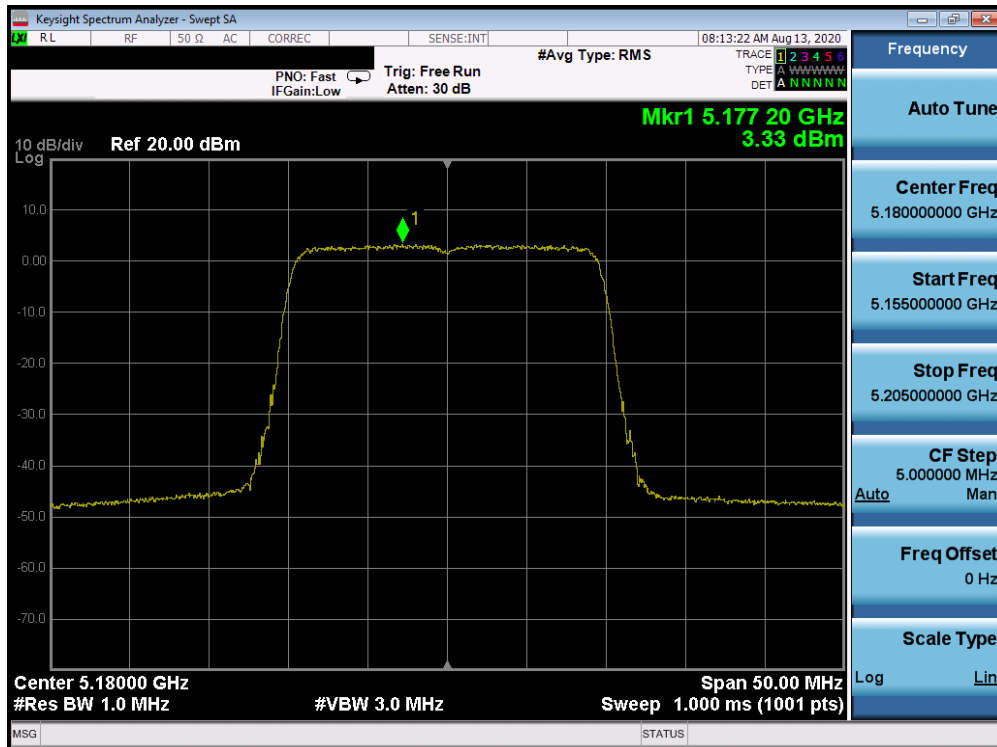 Keysight Spectrum Analyzer - Swept SA
LXI RL RF 50 Ω AC CORREC SENSE:INT 08:13:22 AM Aug 13, 2020
#Avg Type: RMS
TRACE 1 2 3 4 5 6
TYPE A WWWWW
DET A N N N N N
PNO: Fast Trig: Free Run
IFGain:Low Atten: 30 dB
Mkr1 5.177 20 GHz
3.33 dBm
10 dB/div Ref 20.00 dBm
Log
1
10.0
0.00
-10.0
-20.0
-30.0
-40.0
-50.0
-60.0
-70.0
Center 5.18000 GHz Span 50.00 MHz
#Res BW 1.0 MHz #VBW 3.0 MHz Sweep 1.000 ms (1001 pts)
MSG STATUS
Frequency
Auto Tune
Center Freq
5.180000000 GHz
Start Freq
5.155000000 GHz
Stop Freq
5.205000000 GHz
CF Step
5.000000 MHz
Auto Man
Freq Offset
0 Hz
Scale Type
Log Lin